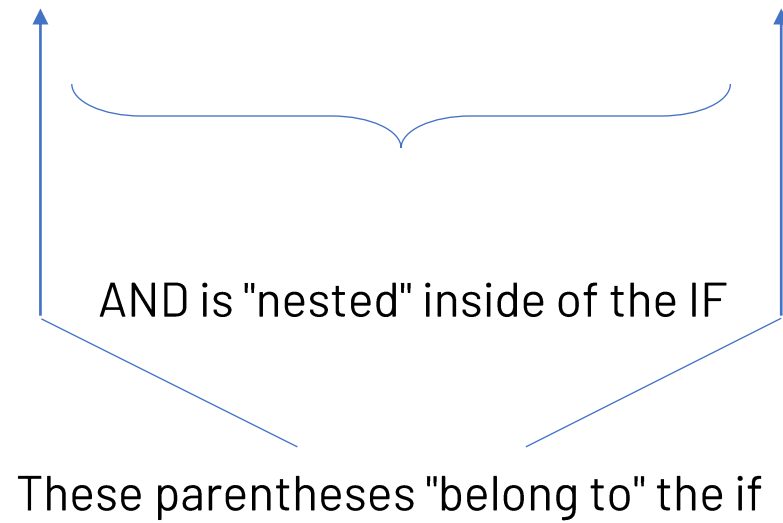 AND is "nested" inside of the IF
These parentheses "belong to" the if